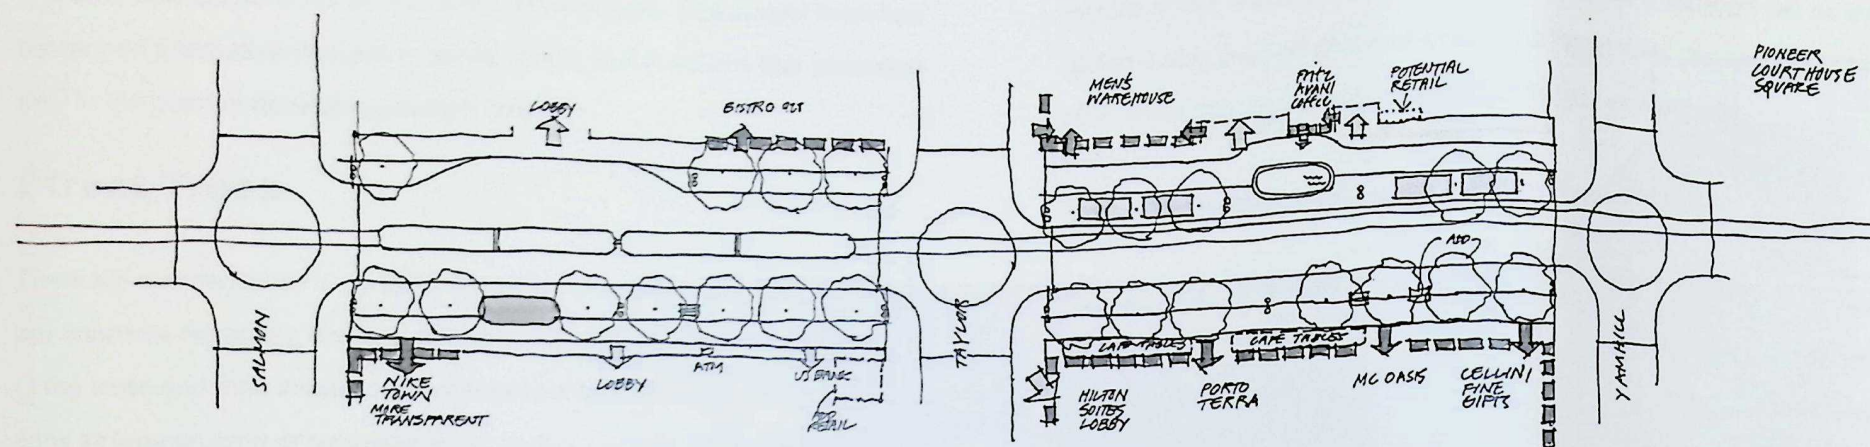 LOBBY
BISTRO 921
MEN'S
WAREHOUSE
AVANI
COFFEE
POTENTIAL
RETAIL
PIONEER
COURTHOUSE
SQUARE
SALMON
TAYLOR
YAMHILL
ADD
NIKE
TOWN
MORE
TRANSPARENT
LOBBY
ATM
US BANK
ADD
RETAIL
CAFE TABLES
CAFE TABLES
HILTON
SUITES
LOBBY
PORTO
TERRA
MC OASIS
CELLINI
FINE
GIFTS